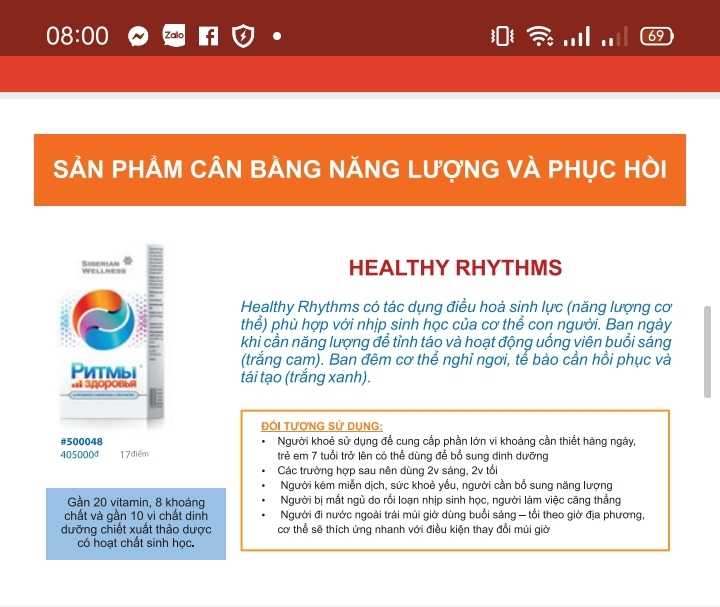 08:00
Zalo
69
SẢN PHẨM CÂN BẰNG NĂNG LƯỢNG VÀ PHỤC HỒI
SIBERIAN
WELLNESS
РИТМЫ
ЗДОРОВЬЯ
#500048
405000đ 17điểm
Gần 20 vitamin, 8 khoáng
chất và gần 10 vi chất dinh
dưỡng chiết xuất thảo dược
có hoạt chất sinh học.
HEALTHY RHYTHMS
Healthy Rhythms có tác dụng điều hoà sinh lực (năng lượng cơ
thể) phù hợp với nhịp sinh học của cơ thể con người. Ban ngày
khi cần năng lượng để tỉnh táo và hoạt động uống viên buổi sáng
(trắng cam). Ban đêm cơ thể nghỉ ngơi, tế bào cần hồi phục và
tái tạo (trắng xanh).
ĐỐI TƯỢNG SỬ DỤNG:
• Người khoẻ sử dụng để cung cấp phần lớn vi khoáng cần thiết hàng ngày,
trẻ em 7 tuổi trở lên có thể dùng để bổ sung dinh dưỡng
• Các trường hợp sau nên dùng 2v sáng, 2v tối
• Người kém miễn dịch, sức khoẻ yếu, người cần bổ sung năng lượng
• Người bị mất ngủ do rối loạn nhịp sinh học, người làm việc căng thẳng
• Người đi nước ngoài trái múi giờ dùng buổi sáng – tối theo giờ địa phương,
cơ thể sẽ thích ứng nhanh với điều kiện thay đổi múi giờ